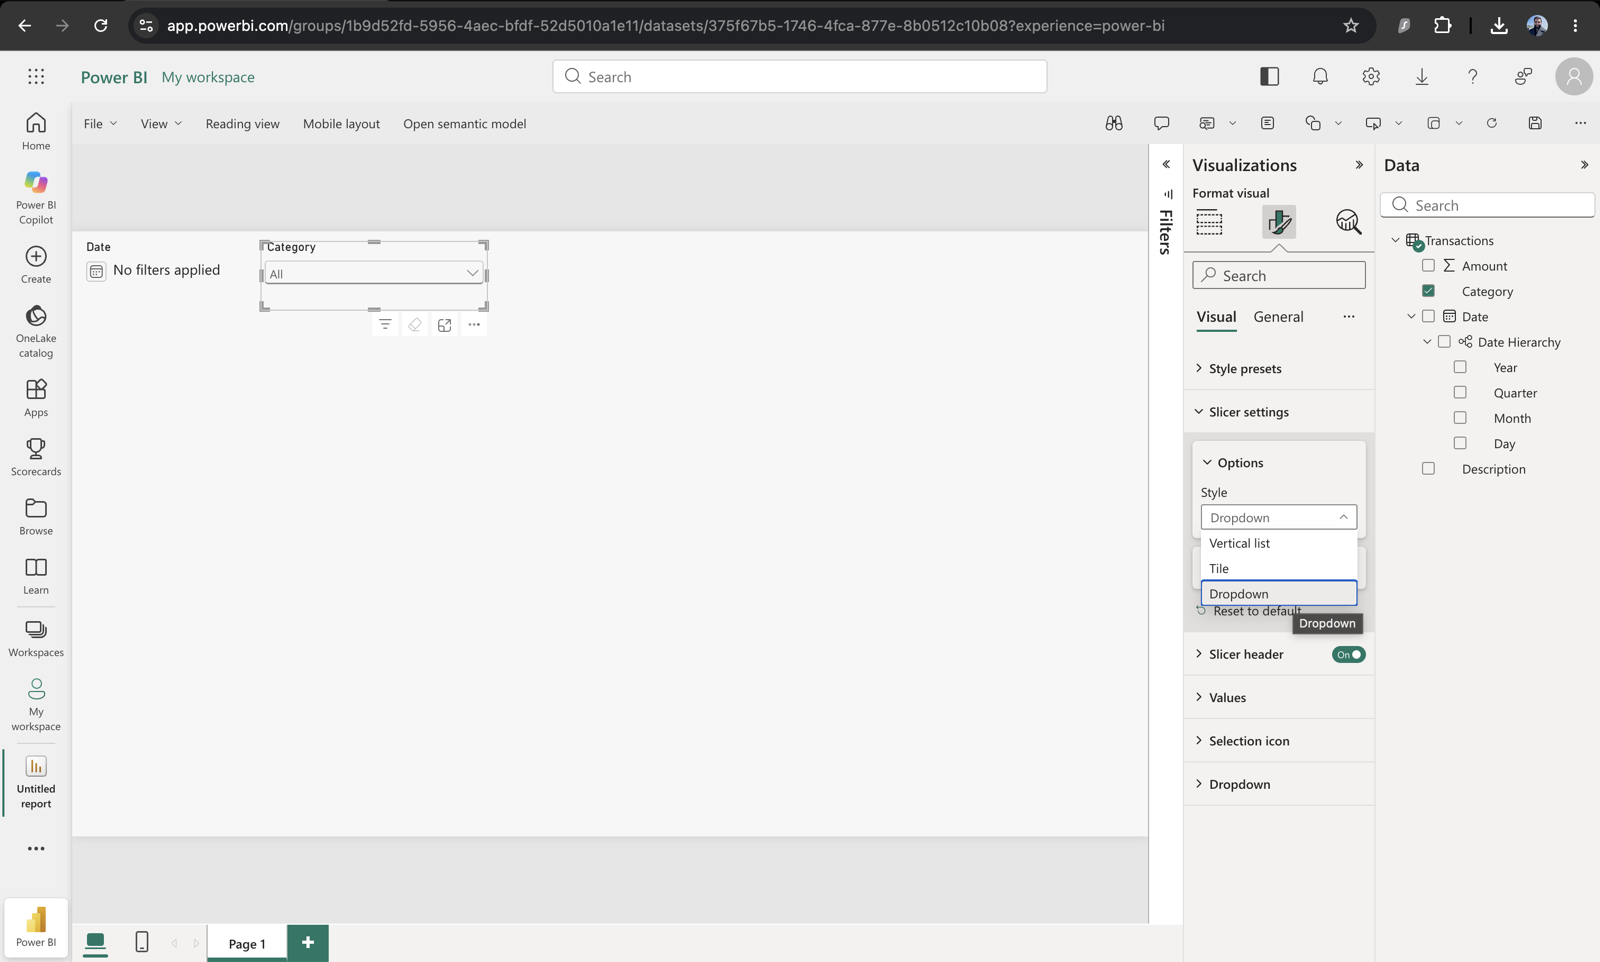 app.powerbi.com/groups/1b9d52fd-5956-4aec-bfdf-52d5010a1e11/datasets/375f67b5-1746-4fca-877e-8b0512c10b08?experience=power-bi
Power BI My workspace
Search
File View Reading view Mobile layout Open semantic model
Home
Power BI
Copilot
Create
OneLake
catalog
Apps
Scorecards
Browse
Learn
Workspaces
My
workspace
Untitled
report
Power BI
Date
No filters applied
Category
All
Page 1
Filters
Visualizations
Format visual
Search
Visual General
Style presets
Slicer settings
Options
Style
Dropdown
Vertical list
Tile
Dropdown
Reset to default
Dropdown
Slicer header On
Values
Selection icon
Dropdown
Data
Search
Transactions
Amount
Category
Date
Date Hierarchy
Year
Quarter
Month
Day
Description